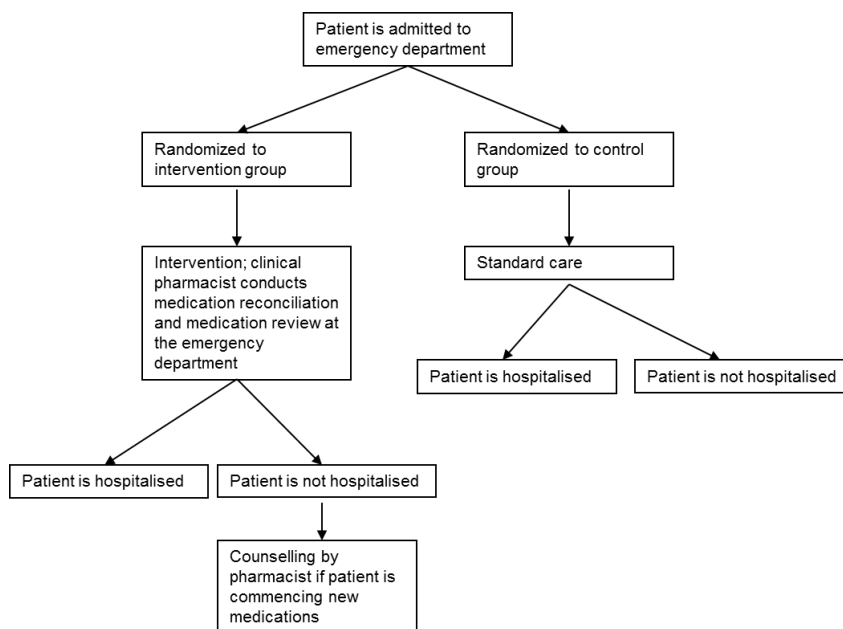 Patient is admitted to
emergency department
Randomized to
intervention group
Randomized to control
group
Intervention; clinical
pharmacist conducts
medication reconciliation
and medication review at
the emergency
department
Standard care
Patient is hospitalised
Patient is not hospitalised
Patient is hospitalised
Patient is not hospitalised
Counselling by
pharmacist if patient is
commencing new
medications